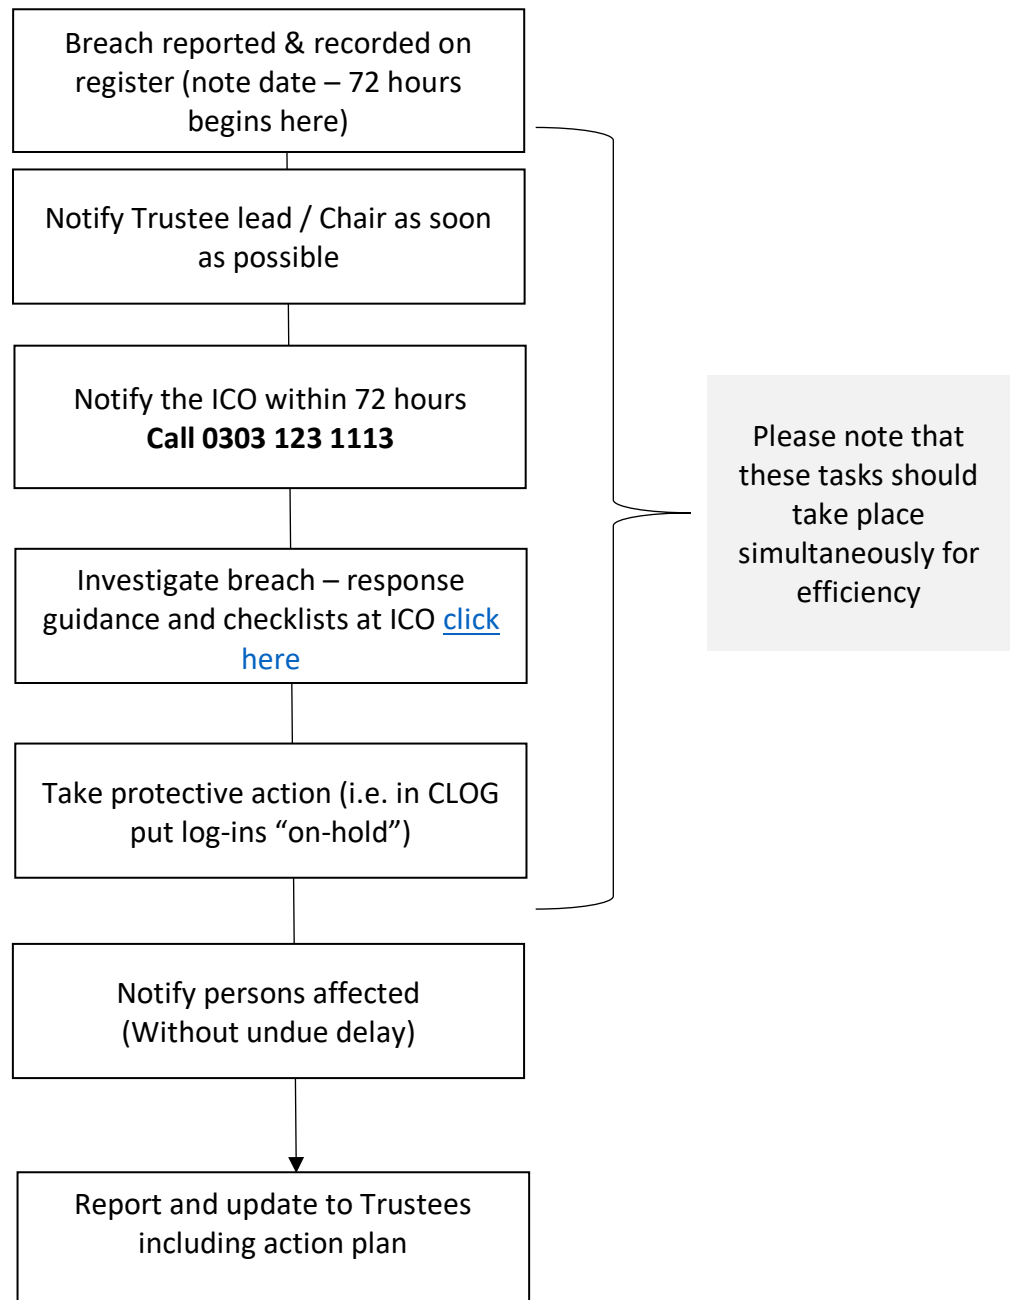 Breach reported & recorded on
register (note date – 72 hours
begins here)
Notify Trustee lead / Chair as soon
as possible
Notify the ICO within 72 hours
Call 0303 123 1113
Investigate breach – response
guidance and checklists at ICO click
here
Take protective action (i.e. in CLOG
put log-ins “on-hold”)
Please note that
these tasks should
take place
simultaneously for
efficiency
Notify persons affected
(Without undue delay)
Report and update to Trustees
including action plan